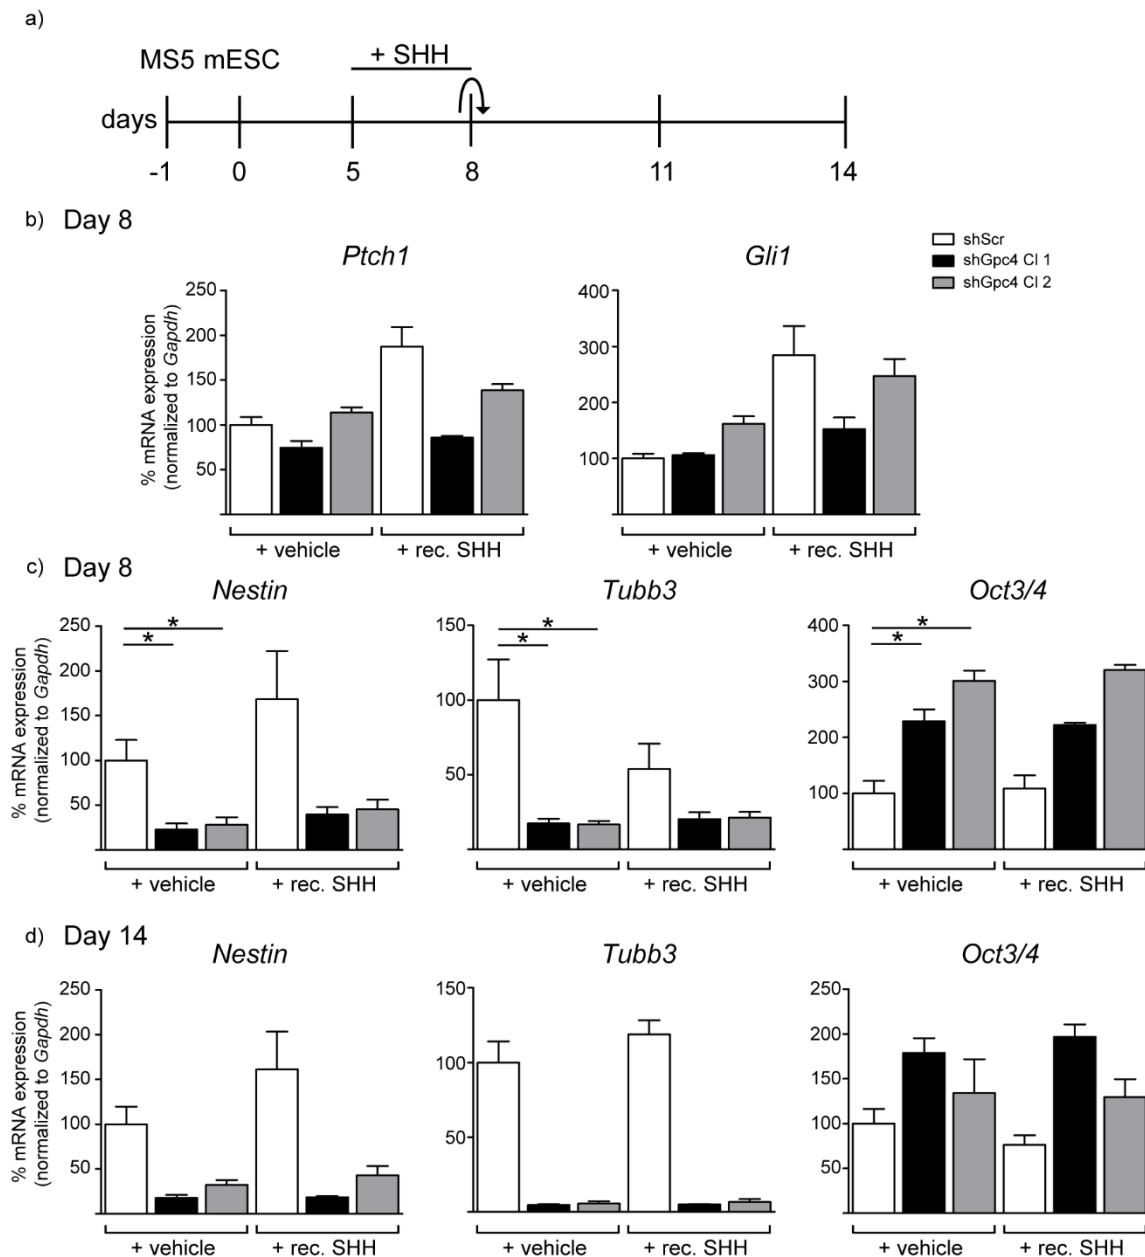 a)
MS5 mESC
+ SHH
days
-1 0 5 8 11 14
b) Day 8
Ptch1
Gli1
shScr
shGpc4 Cl 1
shGpc4 Cl 2
% mRNA expression
(normalized to Gapdh)
250
200
150
100
50
400
300
200
100
+ vehicle
+ rec. SHH
+ vehicle
+ rec. SHH
c) Day 8
Nestin
Tubb3
Oct3/4
% mRNA expression
(normalized to Gapdh)
250
200
150
100
50
*
*
150
100
50
*
*
400
300
200
100
*
*
+ vehicle
+ rec. SHH
+ vehicle
+ rec. SHH
+ vehicle
+ rec. SHH
d) Day 14
Nestin
Tubb3
Oct3/4
% mRNA expression
(normalized to Gapdh)
250
200
150
100
50
150
100
50
250
200
150
100
50
+ vehicle
+ rec. SHH
+ vehicle
+ rec. SHH
+ vehicle
+ rec. SHH